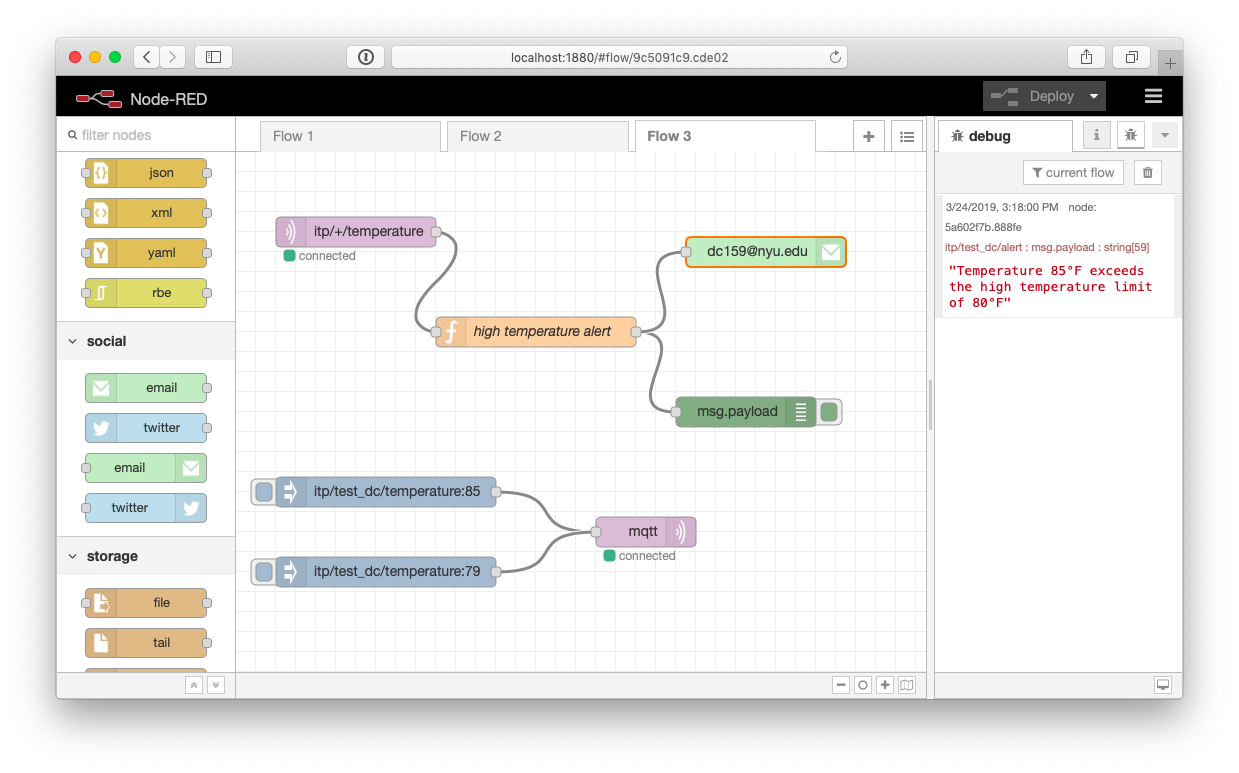 localhost:1880/#flow/9c5091c9.cde02
Node-RED
Deploy
filter nodes
Flow 1
Flow 2
Flow 3
debug
current flow
json
xml
yaml
rbe
social
email
twitter
email
twitter
storage
file
tail
itp/+/temperature
connected
dc159@nyu.edu
high temperature alert
msg.payload
itp/test_dc/temperature:85
mqtt
connected
itp/test_dc/temperature:79
3/24/2019, 3:18:00 PM node:
5a602f7b.888fe
itp/test_dc/alert : msg.payload : string[59]
"Temperature 85°F exceeds
the high temperature limit
of 80°F"